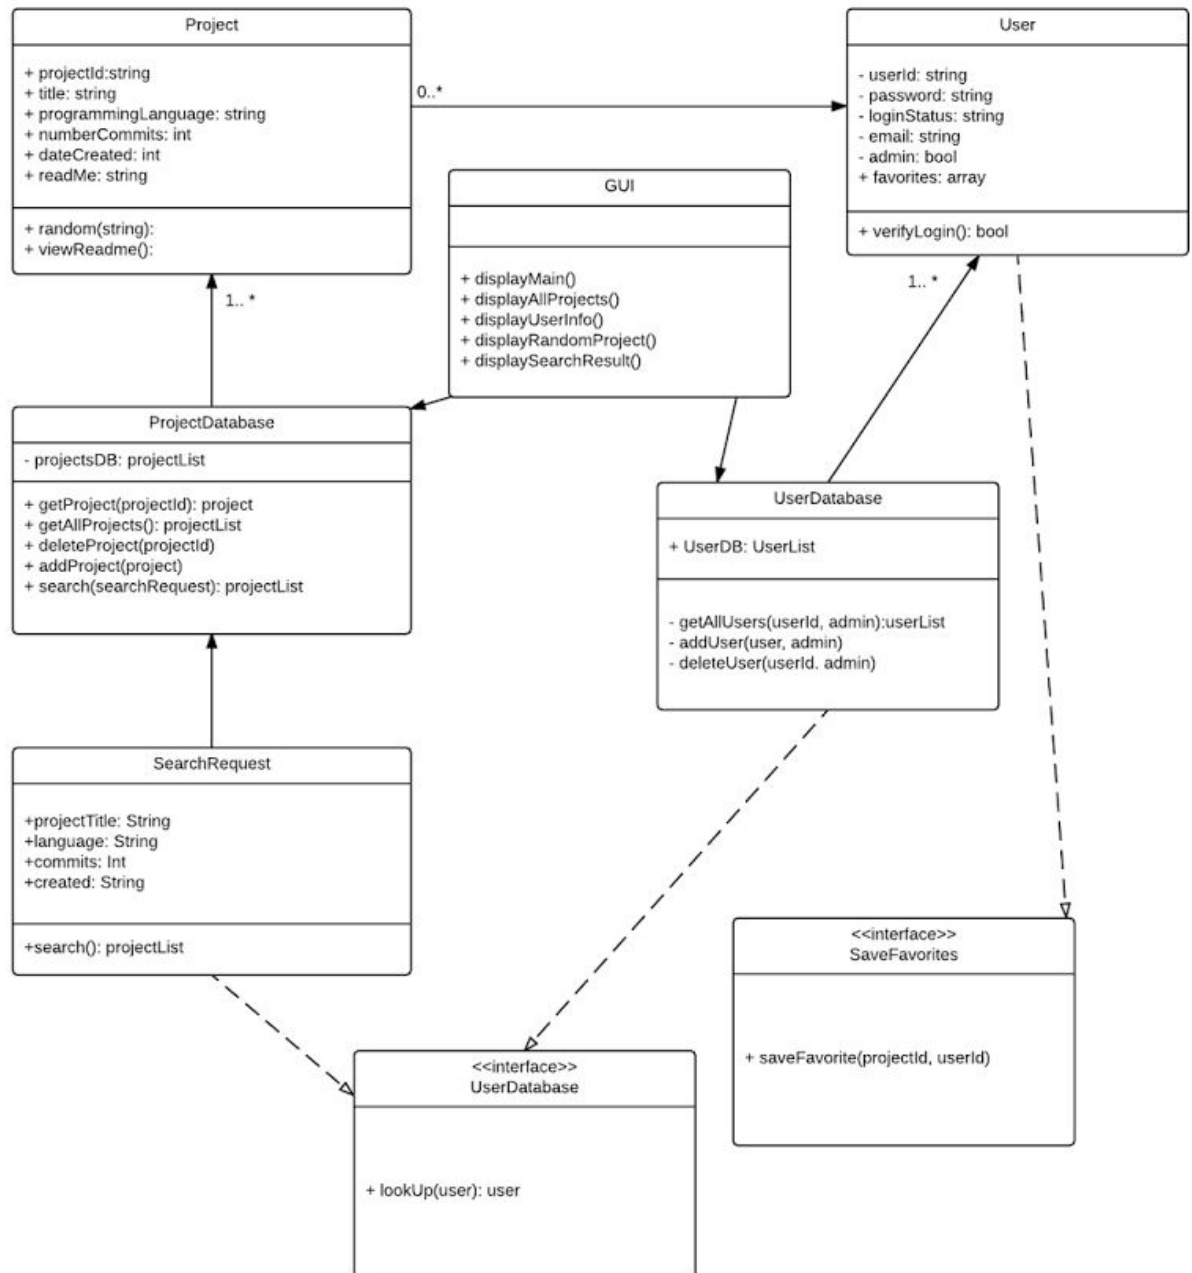 Project
+ projectId:string
+ title: string
+ programmingLanguage: string
+ numberCommits: int
+ dateCreated: int
+ readMe: string
+ random(string):
+ viewReadme():
0..*
User
- userId: string
- password: string
- loginStatus: string
- email: string
- admin: bool
+ favorites: array
+ verifyLogin(): bool
GUI
+ displayMain()
+ displayAllProjects()
+ displayUserInfo()
+ displayRandomProject()
+ displaySearchResult()
1.. *
1.. *
ProjectDatabase
- projectsDB: projectList
+ getProject(projectId): project
+ getAllProjects(): projectList
+ deleteProject(projectId)
+ addProject(project)
+ search(searchRequest): projectList
UserDatabase
+ UserDB: UserList
- getAllUsers(userId, admin):userList
- addUser(user, admin)
- deleteUser(userId. admin)
SearchRequest
+projectTitle: String
+language: String
+commits: Int
+created: String
+search(): projectList
<<interface>>
SaveFavorites
+ saveFavorite(projectId, userId)
<<interface>>
UserDatabase
+ lookUp(user): user